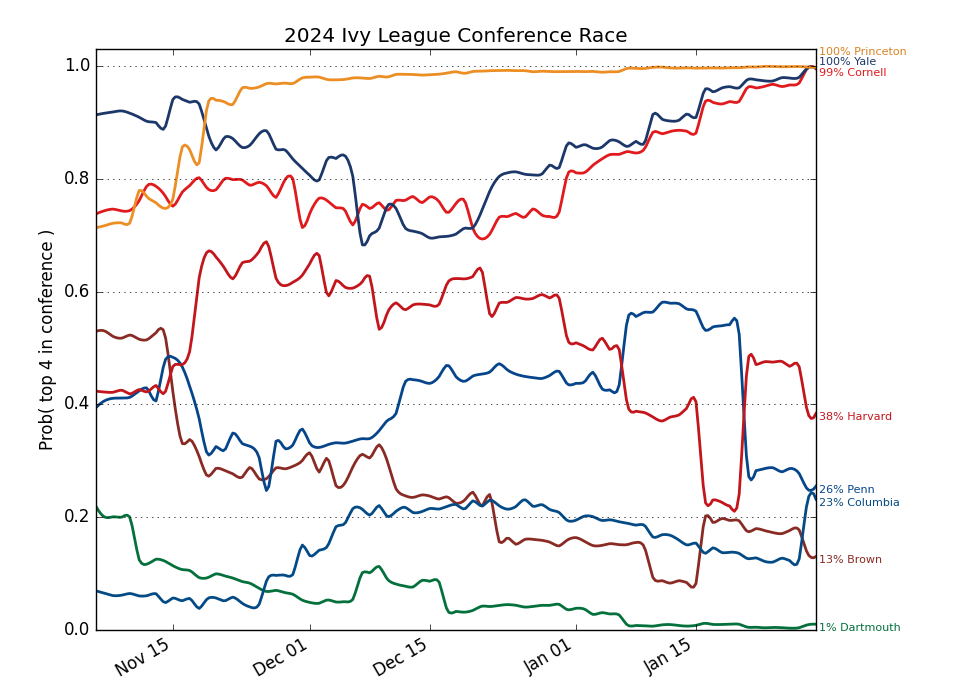 2024 Ivy League Conference Race
Prob( top 4 in conference )
1.0
0.8
0.6
0.4
0.2
0.0
Nov 15
Dec 01
Dec 15
Jan 01
Jan 15
100% Princeton
100% Yale
99% Cornell
38% Harvard
26% Penn
23% Columbia
13% Brown
1% Dartmouth